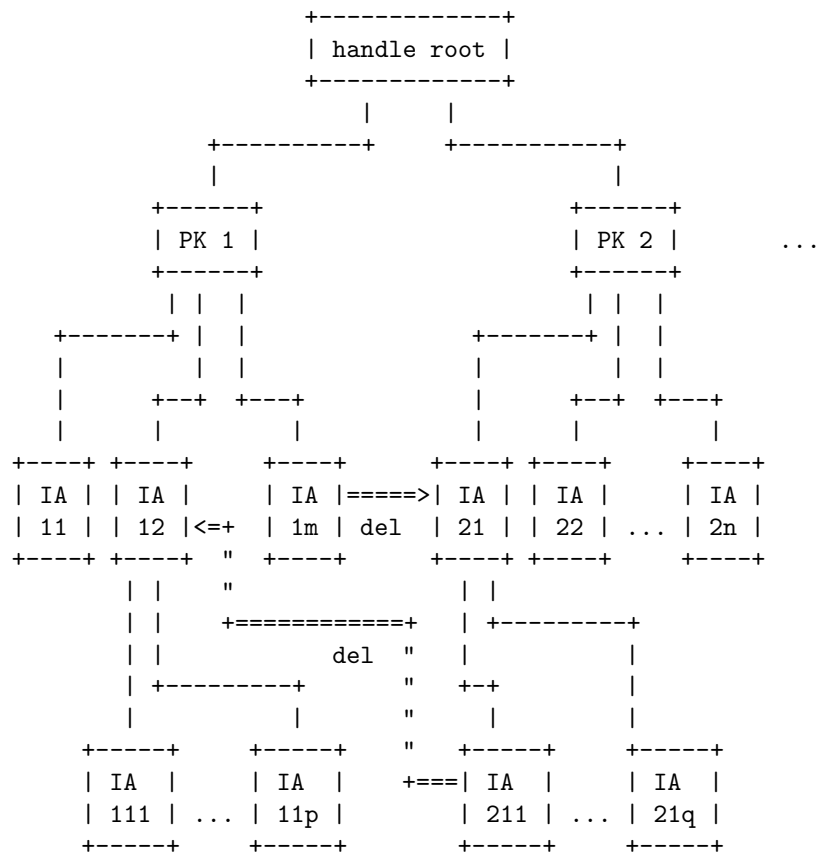 handle root
PK 1 PK 2 ...
IA IA IA IA IA IA
11 12 1m del 21 22 ... 2n
del
IA IA IA IA
111 ... 11p 211 ... 21q